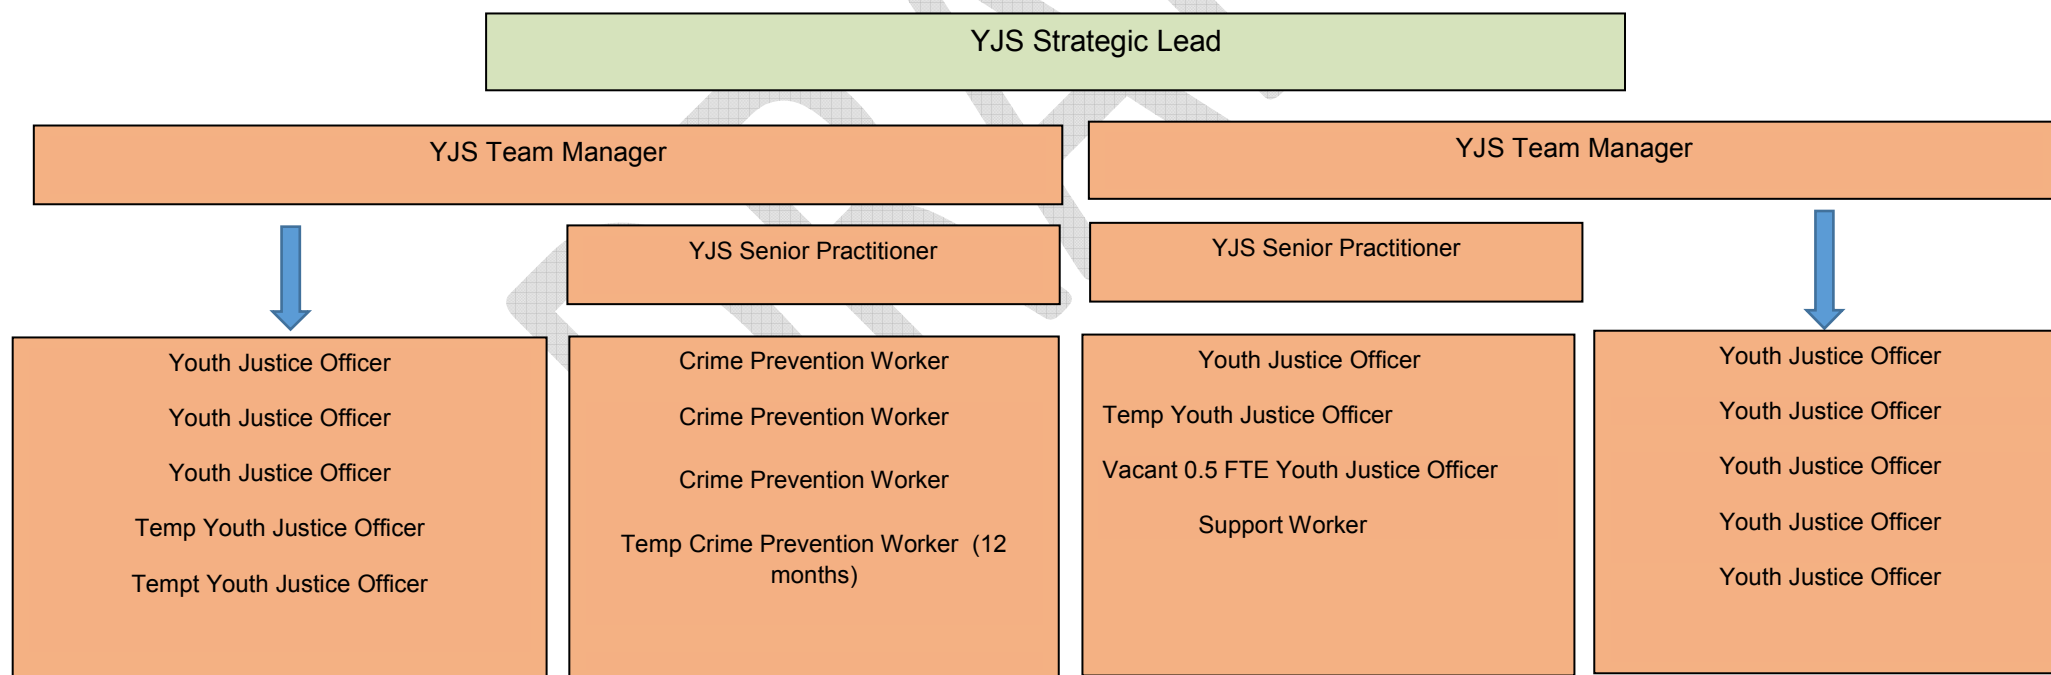 YJS Strategic Lead
YJS Team Manager
YJS Team Manager
YJS Senior Practitioner
YJS Senior Practitioner
Youth Justice Officer
Youth Justice Officer
Youth Justice Officer
Temp Youth Justice Officer
Tempt Youth Justice Officer
Crime Prevention Worker
Crime Prevention Worker
Crime Prevention Worker
Temp Crime Prevention Worker (12
months)
Youth Justice Officer
Temp Youth Justice Officer
Vacant 0.5 FTE Youth Justice Officer
Support Worker
Youth Justice Officer
Youth Justice Officer
Youth Justice Officer
Youth Justice Officer
Youth Justice Officer